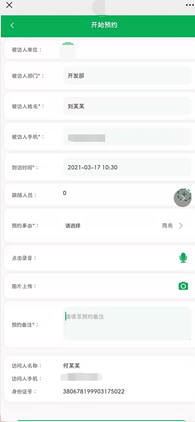 开始预约
被访人单位：
被访人部门*： 开发部
被访人姓名*： 刘某某
被访人手机*：
到访时间*： 2021-03-17 10:30
跟随人员： 0
预约事由*： 请选择 商务
点击录音：
图片上传：
预约备注*： 请填写预约备注
访问人名称： 何某某
访问人手机：
身份证号： 380678199903175022